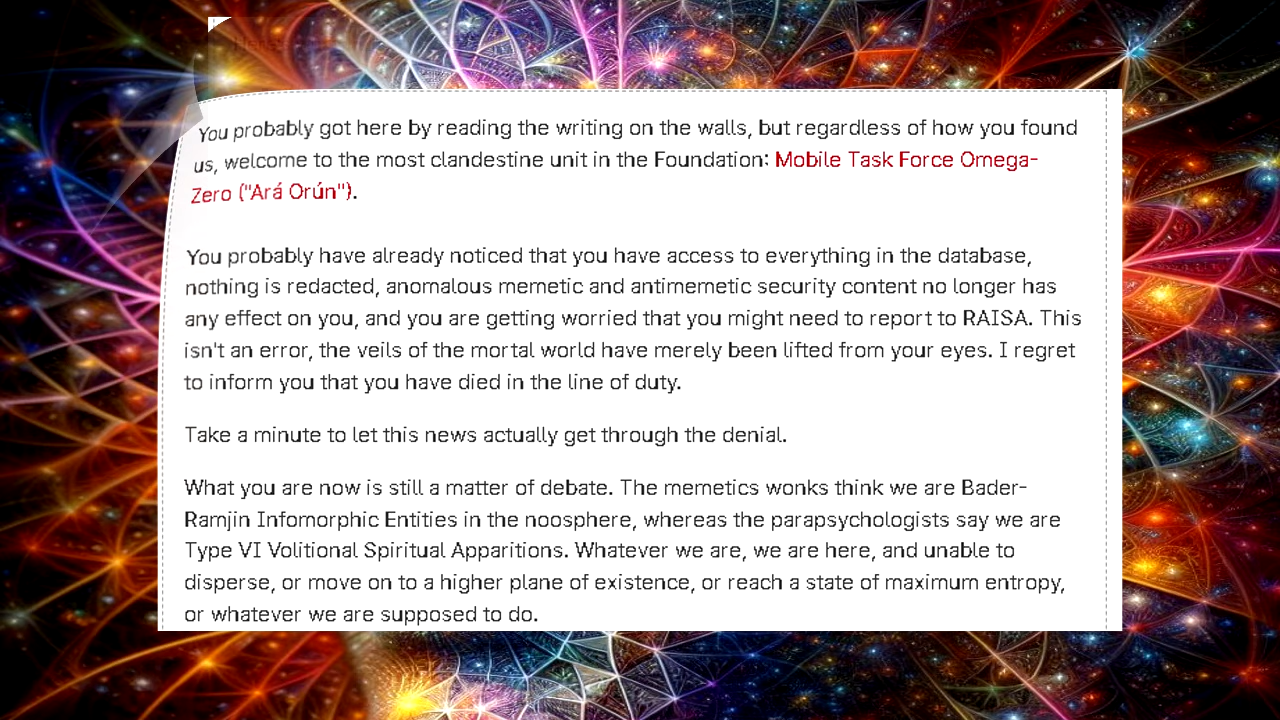 You probably got here by reading the writing on the walls, but regardless of how you found
us, welcome to the most clandestine unit in the Foundation: Mobile Task Force Omega-
Zero ("Ará Orún").
You probably have already noticed that you have access to everything in the database,
nothing is redacted, anomalous memetic and antimemetic security content no longer has
any effect on you, and you are getting worried that you might need to report to RAISA. This
isn't an error, the veils of the mortal world have merely been lifted from your eyes. I regret
to inform you that you have died in the line of duty.
Take a minute to let this news actually get through the denial.
What you are now is still a matter of debate. The memetics wonks think we are Bader-
Ramjin Infomorphic Entities in the noosphere, whereas the parapsychologists say we are
Type VI Volitional Spiritual Apparitions. Whatever we are, we are here, and unable to
disperse, or move on to a higher plane of existence, or reach a state of maximum entropy,
or whatever we are supposed to do.